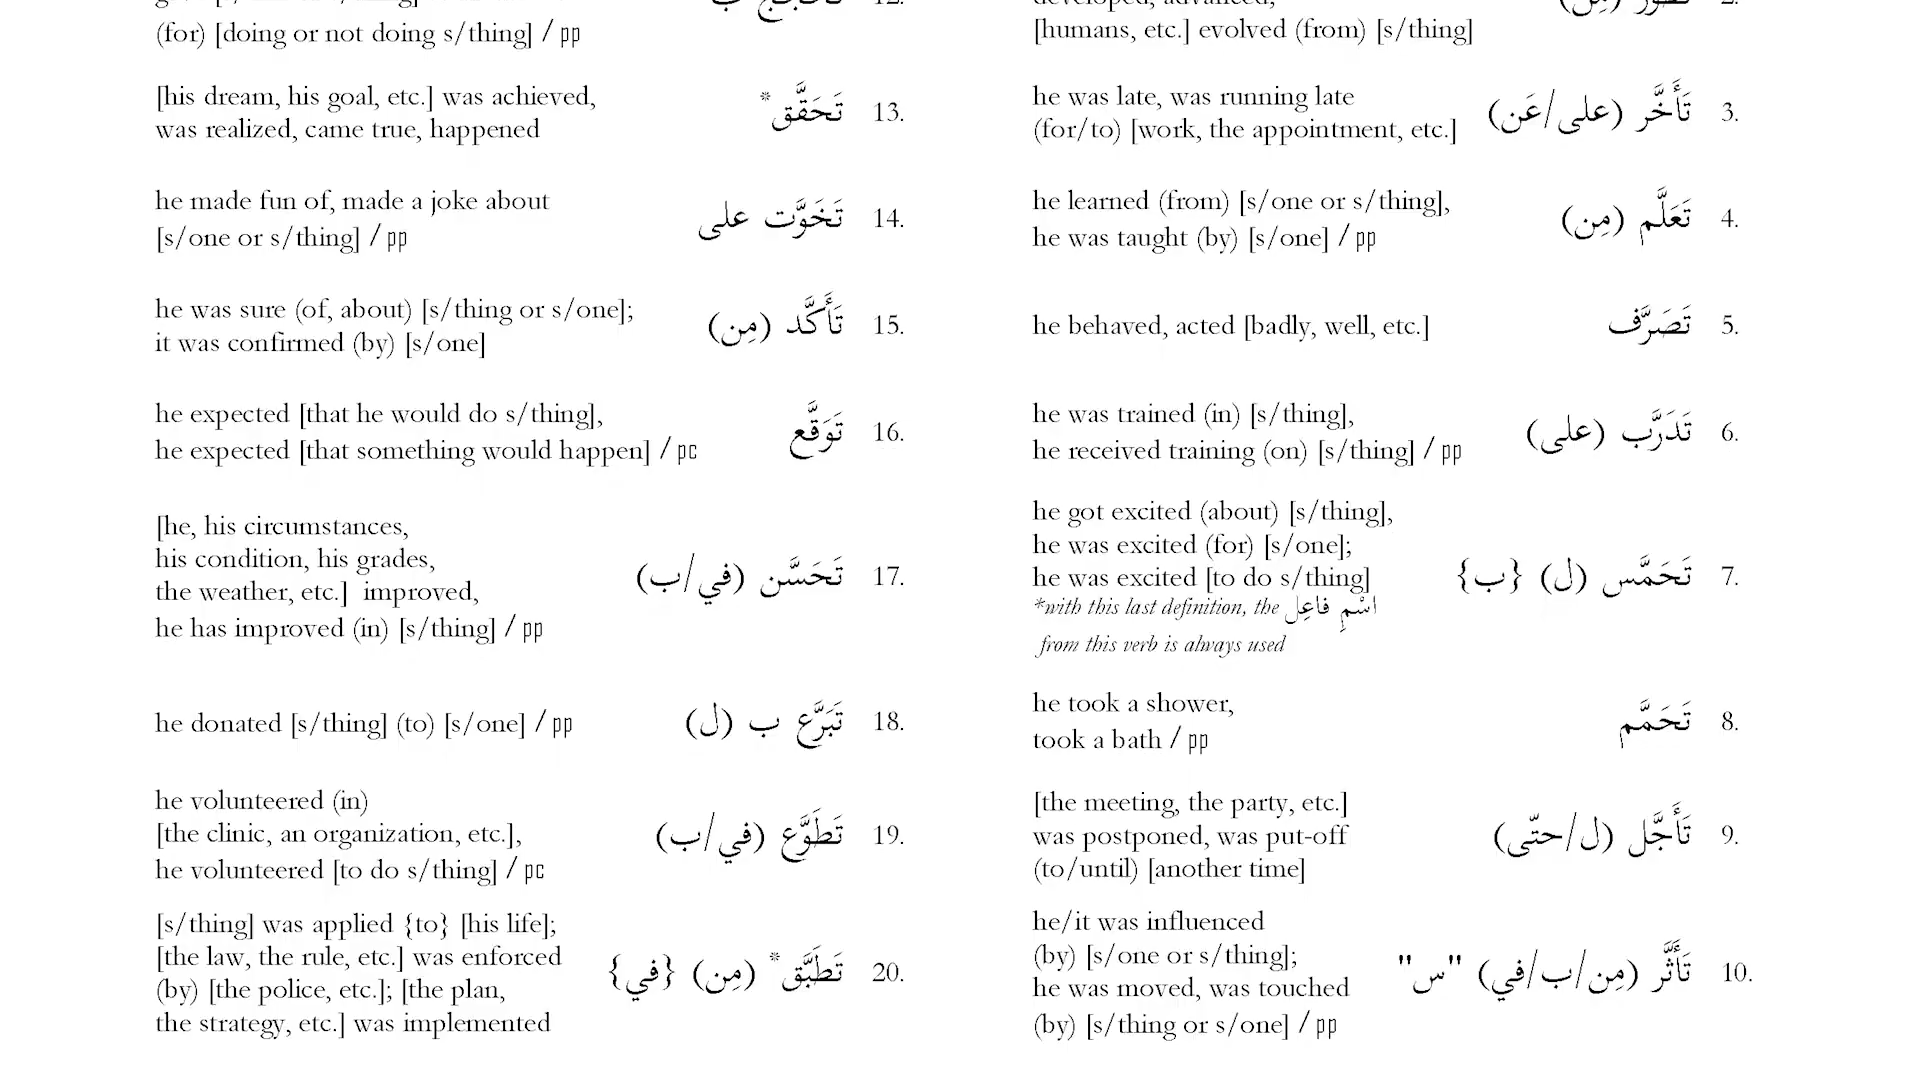 developed, advanced, 2.
[humans, etc.] evolved (from) [s/thing]
he was late, was running late
(for/to) [work, the appointment, etc.] تَأَخَّر (على/عَن) 3.
he learned (from) [s/one or s/thing],
he was taught (by) [s/one] / pp تَعَلَّم (مِن) 4.
he behaved, acted [badly, well, etc.] تَصَرَّف 5.
he was trained (in) [s/thing],
he received training (on) [s/thing] / pp تَدَرَّب (على) 6.
he got excited (about) [s/thing],
he was excited (for) [s/one];
he was excited [to do s/thing] تَحَمَّس (ل) {ب} 7.
*with this last definition, the اسْمِ فاعِل
from this verb is always used
he took a shower,
took a bath / pp تَحَمَّم 8.
[the meeting, the party, etc.]
was postponed, was put-off تَأَجَّل (ل/حتّى) 9.
(to/until) [another time]
he/it was influenced
(by) [s/one or s/thing];
he was moved, was touched تَأَثَّر (مِن/ب/في) "س" 10.
(by) [s/thing or s/one] / pp
(for) [doing or not doing s/thing] / pp 12.
[his dream, his goal, etc.] was achieved,
was realized, came true, happened تَحَقَّق* 13.
he made fun of, made a joke about
[s/one or s/thing] / pp تَخَوَّت على 14.
he was sure (of, about) [s/thing or s/one];
it was confirmed (by) [s/one] تَأَكَّد (مِن) 15.
he expected [that he would do s/thing],
he expected [that something would happen] / pc تَوَقَّع 16.
[he, his circumstances,
his condition, his grades,
the weather, etc.] improved, تَحَسَّن (في/ب) 17.
he has improved (in) [s/thing] / pp
he donated [s/thing] (to) [s/one] / pp تَبَرَّع ب (ل) 18.
he volunteered (in)
[the clinic, an organization, etc.], تَطَوَّع (في/ب) 19.
he volunteered [to do s/thing] / pc
[s/thing] was applied {to} [his life];
[the law, the rule, etc.] was enforced تَطَبَّق* (مِن) {في} 20.
(by) [the police, etc.]; [the plan,
the strategy, etc.] was implemented